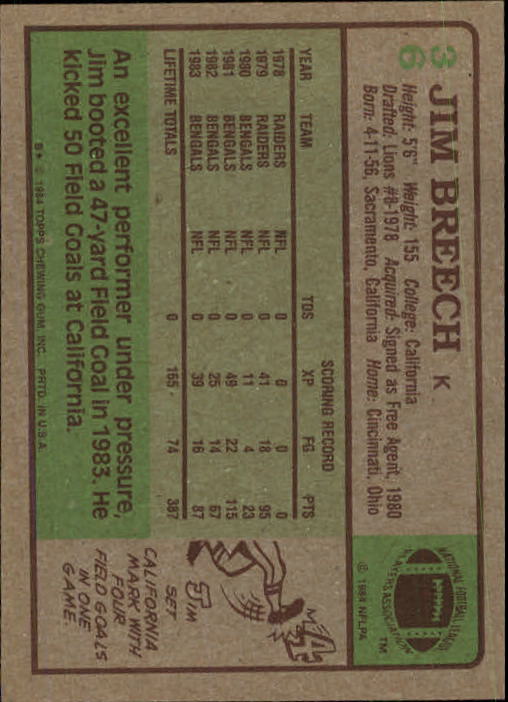 36
JIM BREECH K
Height: 5'6" Weight: 155 College: California
Drafted: Lions #8-1978 Acquired: Signed as Free Agent, 1980
Born: 4-11-56, Sacramento, California Home: Cincinnati, Ohio
NATIONAL FOOTBALL LEAGUE
PLAYERS ASSOCIATION
TM
© 1984 NFLPA
SCORING RECORD
YEAR TEAM TDS XP FG PTS
1978 RAIDERS NFL 0 0 0 0
1979 RAIDERS NFL 0 41 18 95
1980 BENGALS NFL 0 11 4 23
1981 BENGALS NFL 0 49 22 115
1982 BENGALS NFL 0 25 14 67
1983 BENGALS NFL 0 39 16 87
LIFETIME TOTALS 0 165 74 387
An excellent performer under pressure,
Jim booted a 47-yard Field Goal in 1983. He
kicked 50 Field Goals at California.
JIM
SET
CALIFORNIA
MARK WITH
FOUR
FIELD GOALS
IN ONE
GAME.
B* © 1984 TOPPS CHEWING GUM, INC. PRTD. IN U.S.A.